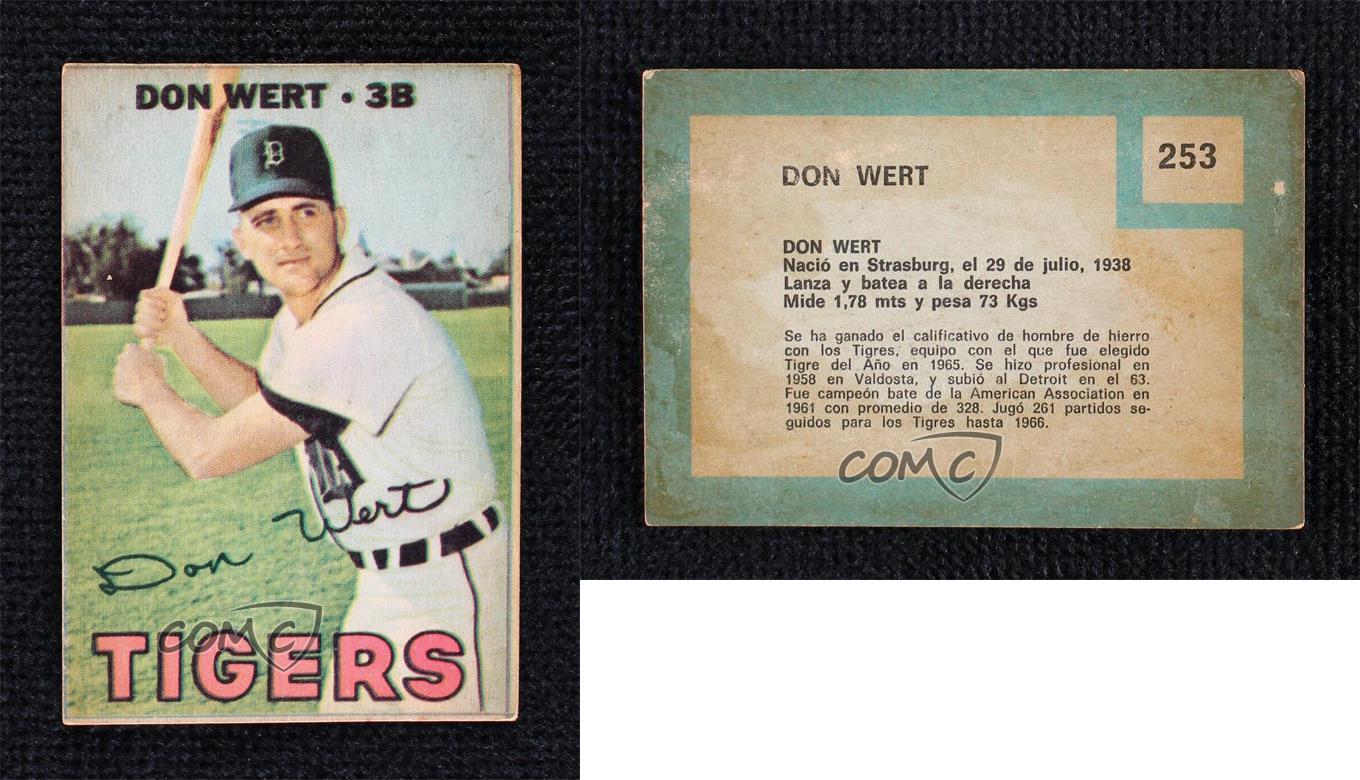 DON WERT • 3B
D
Don Wert
TIGERS
COMC
253
DON WERT
DON WERT
Nació en Strasburg, el 29 de julio, 1938
Lanza y batea a la derecha
Mide 1,78 mts y pesa 73 Kgs
Se ha ganado el calificativo de hombre de hierro
con los Tigres, equipo con el que fue elegido
Tigre del Año en 1965. Se hizo profesional en
1958 en Valdosta, y subió al Detroit en el 63.
Fue campeón bate de la American Association en
1961 con promedio de 328. Jugó 261 partidos se-
guidos para los Tigres hasta 1966.
COMC